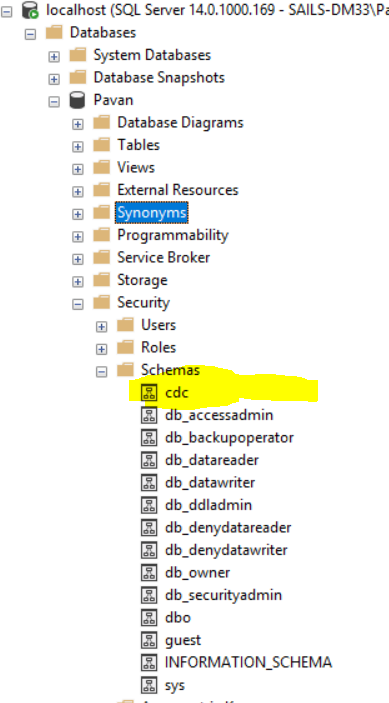 localhost (SQL Server 14.0.1000.169 - SAILS-DM33\Pa
Databases
System Databases
Database Snapshots
Pavan
Database Diagrams
Tables
Views
External Resources
Synonyms
Programmability
Service Broker
Storage
Security
Users
Roles
Schemas
cdc
db_accessadmin
db_backupoperator
db_datareader
db_datawriter
db_ddladmin
db_denydatareader
db_denydatawriter
db_owner
db_securityadmin
dbo
guest
INFORMATION_SCHEMA
sys